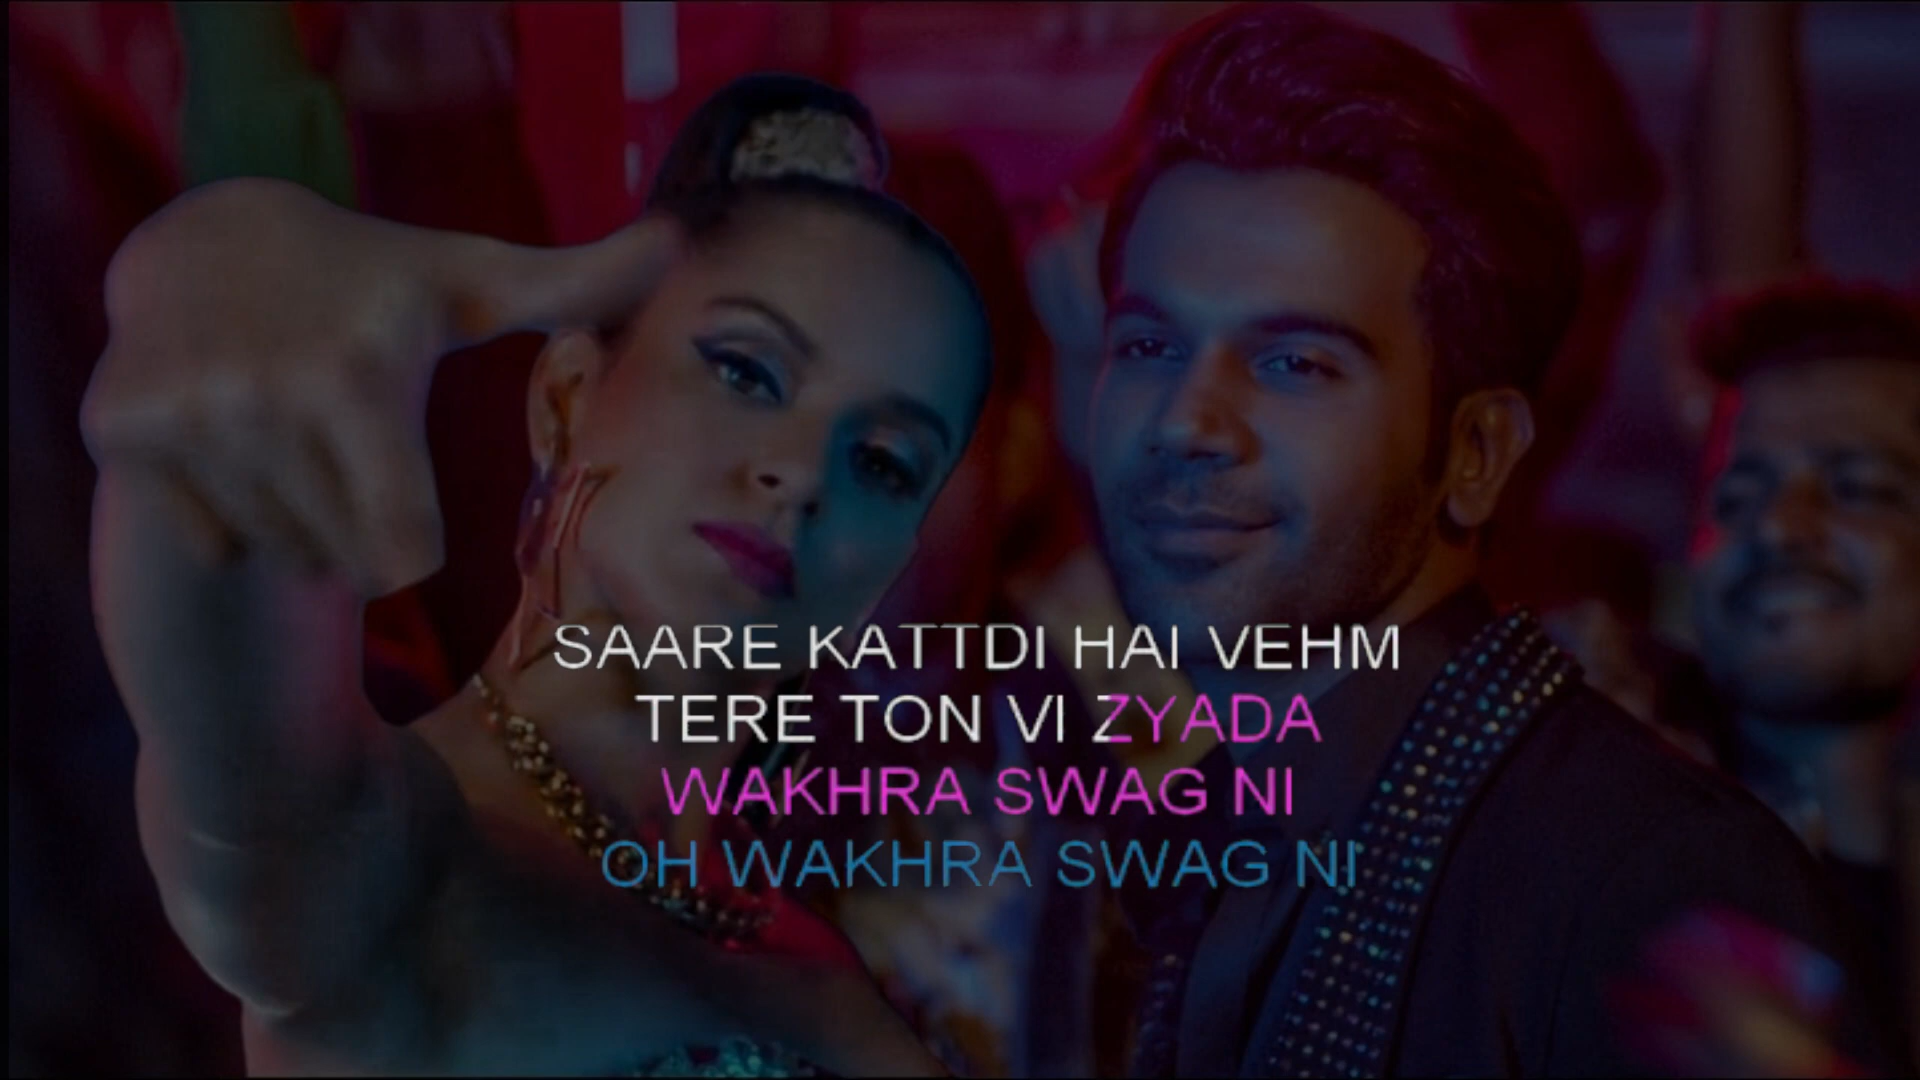 SAARE KATTDI HAI VEHM
TERE TON VI ZYADA
WAKHRA SWAG NI
OH WAKHRA SWAG NI